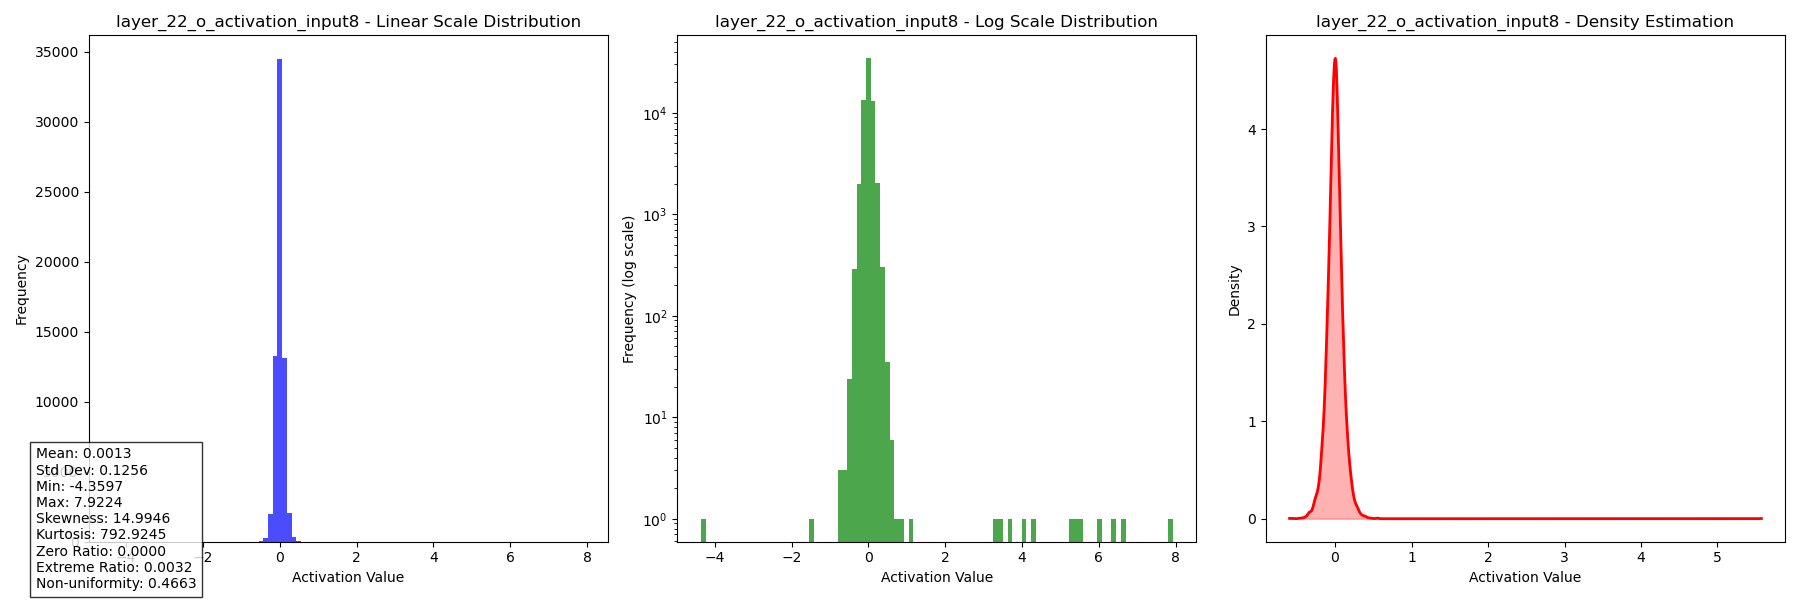 layer_22_o_activation_input8 - Linear Scale Distribution
35000
30000
25000
20000
15000
10000
Frequency
−2
0
2
4
6
8
Activation Value
Mean: 0.0013
Std Dev: 0.1256
Min: -4.3597
Max: 7.9224
Skewness: 14.9946
Kurtosis: 792.9245
Zero Ratio: 0.0000
Extreme Ratio: 0.0032
Non-uniformity: 0.4663
layer_22_o_activation_input8 - Log Scale Distribution
10⁴
10³
10²
10¹
10⁰
Frequency (log scale)
−4
−2
0
2
4
6
8
Activation Value
layer_22_o_activation_input8 - Density Estimation
4
3
2
1
0
Density
0
1
2
3
4
5
Activation Value